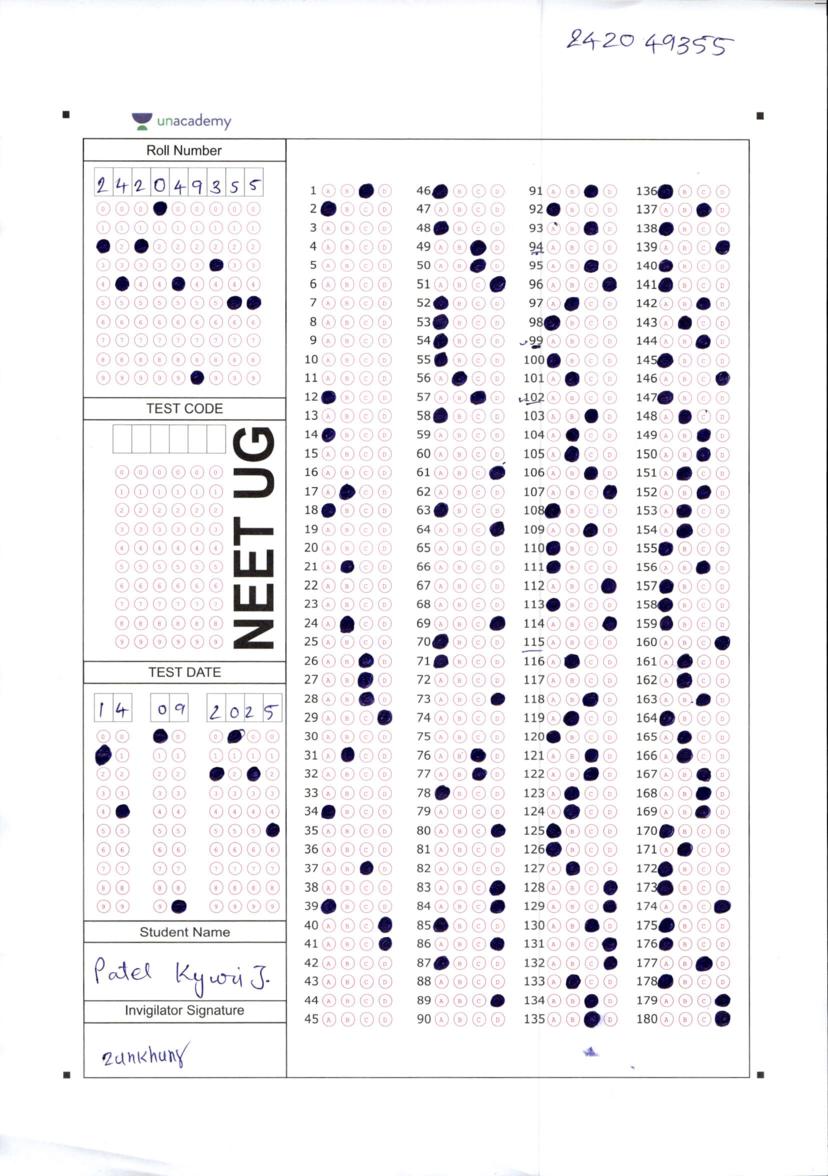 2420 49355
unacademy
Roll Number
2 4 2 0 4 9 3 5 5
TEST CODE
NEET UG
TEST DATE
14 09 2025
Student Name
Patel
Invigilator Signature
1 A B D
2 B C D
3 A B C D
4 A B C D
5 A B C D
6 A B C D
7 A B C D
8 A B C D
9 A B C D
10 A B C D
11 A B C D
12 B C D
13 A B C D
14 B C D
15 A B C D
16 A B C D
17 A C D
18 B C D
19 A B C D
20 A B C D
21 A C D
22 A B C D
23 A B C D
24 A C D
25 A B C D
26 A B D
27 A B D
28 A B D
29 A B C
30 A B C D
31 A C D
32 A B C D
33 A B C D
34 B C D
35 A B C D
36 A B C D
37 A B D
38 A B C D
39 B C D
40 A B C
41 A B C
42 A B C D
43 A B C D
44 A B C D
45 A B C D
46 B C D
47 A B C D
48 B C D
49 A B D
50 A B D
51 A B C
52 B C D
53 B C D
54 B C D
55 B C D
56 A C D
57 A B D
58 B C D
59 A B C D
60 A B C D
61 A B C
62 A B C D
63 B C D
64 A B C
65 A B C D
66 A B C D
67 A B C D
68 A B C D
69 A B C
70 B C D
71 B C D
72 A B C D
73 A B C
74 A B C D
75 A B C D
76 A B D
77 A B D
78 B C D
79 A B C D
80 A B C
81 A B C D
82 A B C D
83 A B C
84 A B C
85 B C D
86 A B C
87 B C D
88 A B C D
89 A B C
90 A B C D
91 A B D
92 B C D
93 A B D
94 A B C D
95 A B D
96 A B C
97 A C D
98 B C D
99 A B C D
100 B C D
101 A C D
102 A B C D
103 A B D
104 A C D
105 A C D
106 A B D
107 A B C
108 B C D
109 A B D
110 B C D
111 B C D
112 A B C
113 B C D
114 A B C
115 A B C D
116 A C D
117 A B C D
118 A B D
119 A C D
120 B C D
121 A B D
122 A B D
123 A C D
124 A C D
125 B C D
126 B C D
127 A C D
128 A B C
129 A B C
130 A B D
131 A B C
132 A B C
133 A C D
134 A B D
135 A B D
136 B C D
137 A B D
138 B C D
139 A B C
140 B C D
141 B C D
142 A B D
143 A C D
144 A B D
145 B C D
146 A B C
147 B C D
148 A C D
149 A B D
150 A B D
151 A C D
152 A B D
153 A C D
154 A C D
155 B C D
156 A B D
157 B C D
158 B C D
159 B C D
160 A B C
161 A C D
162 A C D
163 A B D
164 B C D
165 A C D
166 A C D
167 A B D
168 A B D
169 A B D
170 B C D
171 A C D
172 B C D
173 B C D
174 A B C
175 B C D
176 B C D
177 A B D
178 B C D
179 A B C
180 A B C